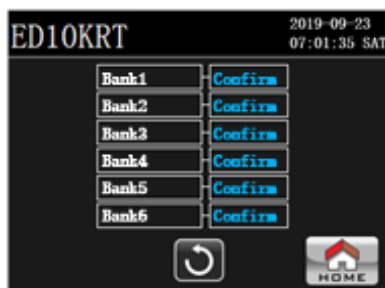 ED10KRT
2019-09-23
07:01:35 SAT
Bank1 Confirm
Bank2 Confirm
Bank3 Confirm
Bank4 Confirm
Bank5 Confirm
Bank6 Confirm
HOME